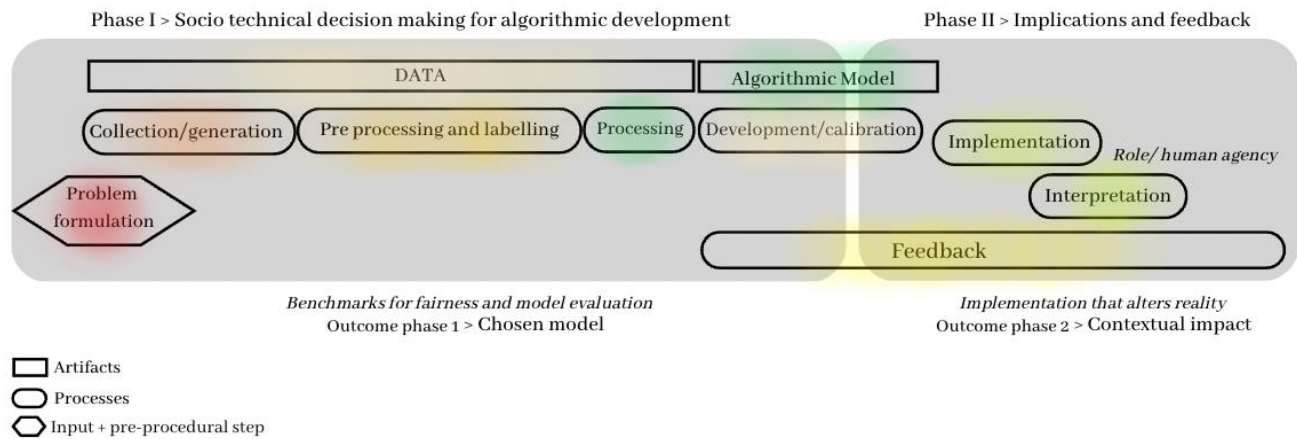 Phase I > Socio technical decision making for algorithmic development
Phase II > Implications and feedback
DATA
Algorithmic Model
Collection/generation
Pre processing and labelling
Processing
Development/calibration
Implementation
Role/ human agency
Problem
formulation
Interpretation
Feedback
Benchmarks for fairness and model evaluation
Outcome phase 1 > Chosen model
Implementation that alters reality
Outcome phase 2 > Contextual impact
Artifacts
Processes
Input + pre-procedural step